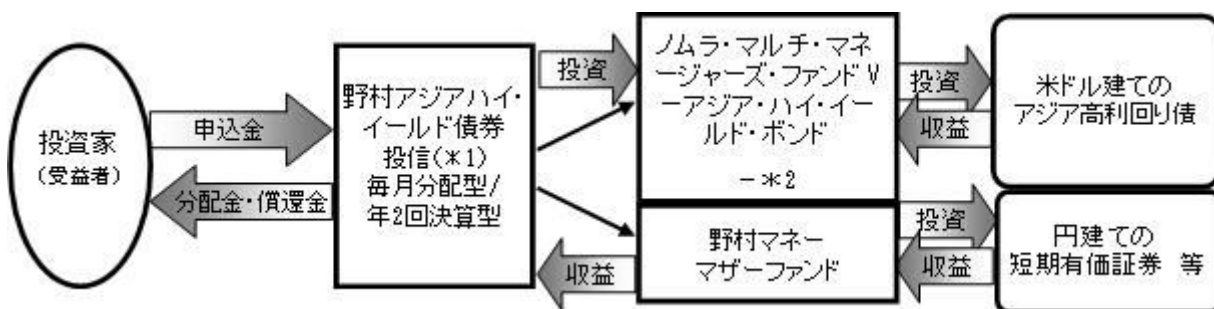 投資家
(受益者)
申込金
分配金・償還金
野村アジアハイ・
イールド債券
投信(*1)
毎月分配型/
年2回決算型
投資
収益
ノムラ・マルチ・マネ
ージャーズ・ファンドⅤ
ーアジア・ハイ・イー
ルド・ボンド
－*2
野村マネー
マザーファンド
投資
収益
投資
収益
米ドル建ての
アジア高利回り債
円建ての
短期有価証券 等